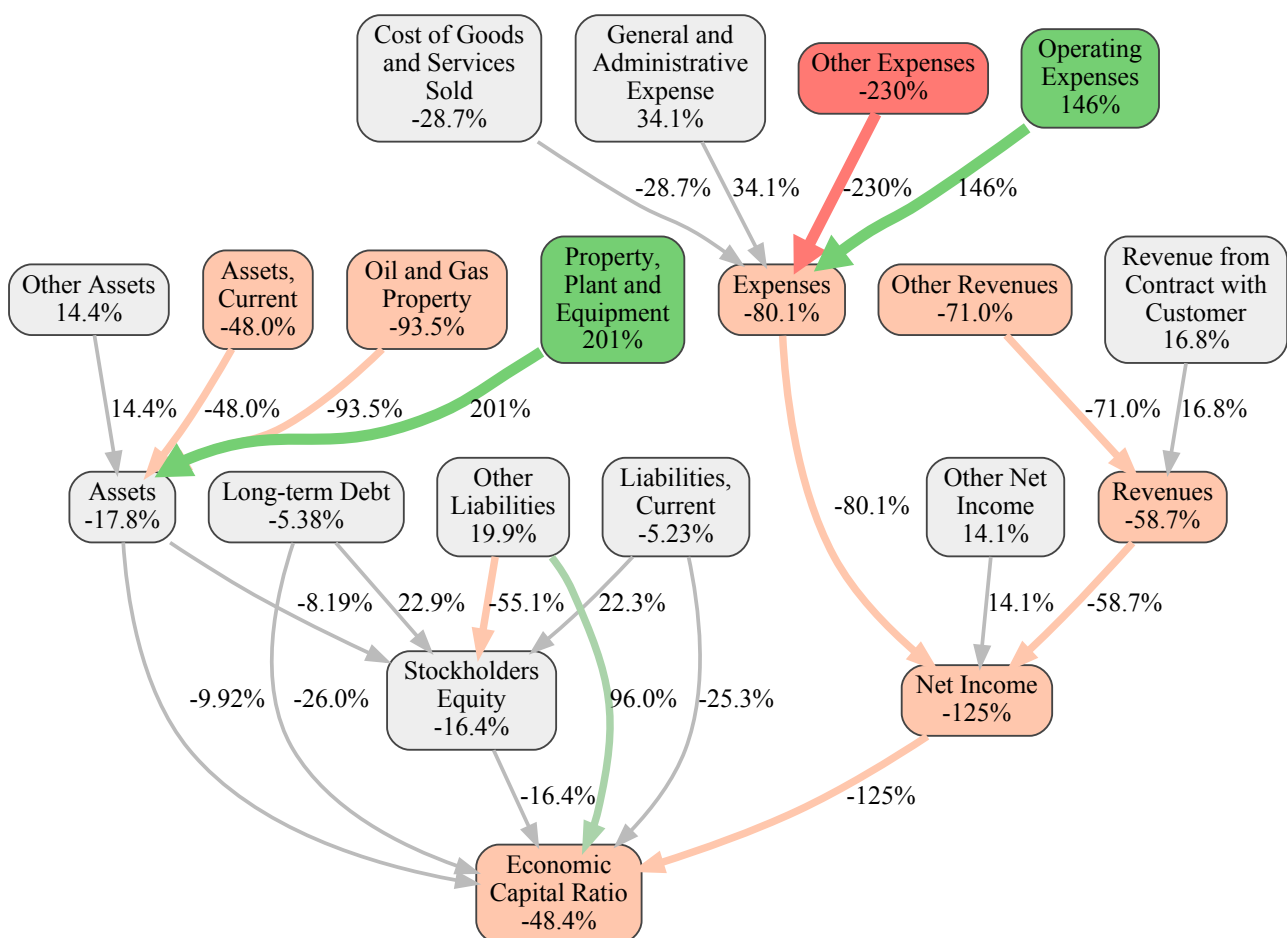 Cost of Goods
and Services
Sold
-28.7%
General and
Administrative
Expense
34.1%
Other Expenses
-230%
Operating
Expenses
146%
-28.7%
34.1%
-230%
146%
Other Assets
14.4%
Assets,
Current
-48.0%
Oil and Gas
Property
-93.5%
Property,
Plant and
Equipment
201%
Expenses
-80.1%
Other Revenues
-71.0%
Revenue from
Contract with
Customer
16.8%
14.4%
-48.0%
-93.5%
201%
-71.0%
16.8%
Assets
-17.8%
Long-term Debt
-5.38%
Other
Liabilities
19.9%
Liabilities,
Current
-5.23%
-80.1%
Other Net
Income
14.1%
Revenues
-58.7%
-8.19%
22.9%
-55.1%
22.3%
14.1%
-58.7%
Stockholders
Equity
-16.4%
Net Income
-125%
-9.92%
-26.0%
96.0%
-25.3%
-16.4%
-125%
Economic
Capital Ratio
-48.4%